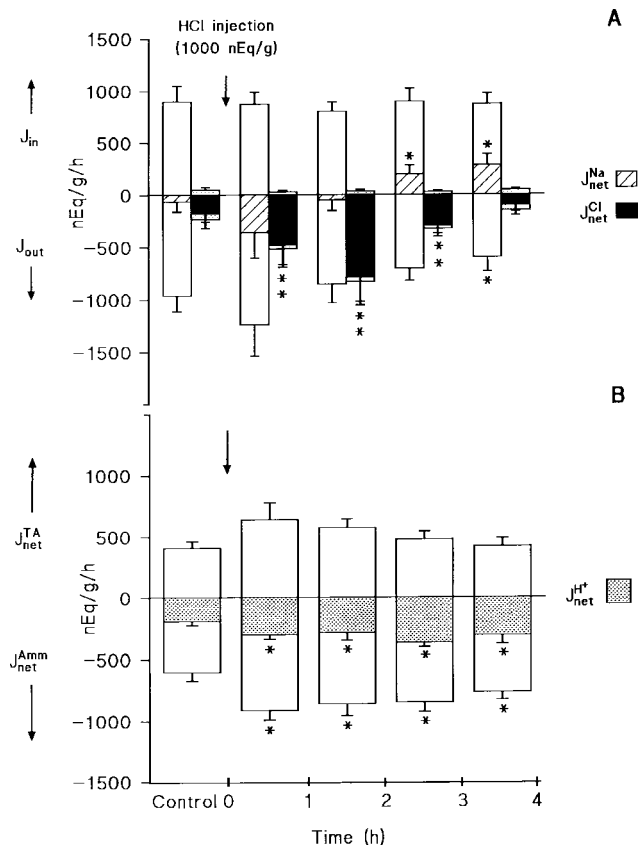 HCl injection
(1000 nEq/g)
A
1500
1000
500
0
−500
−1000
−1500
nEq/g/h
J_in
J_out
* *
* * * * * * *
J^Na_net
J^Cl_net
B
1000
500
0
−500
−1000
−1500
nEq/g/h
J^TA_net
J^Amm_net
* * * *
* * * *
J^H+_net
Control 0 1 2 3 4
Time (h)